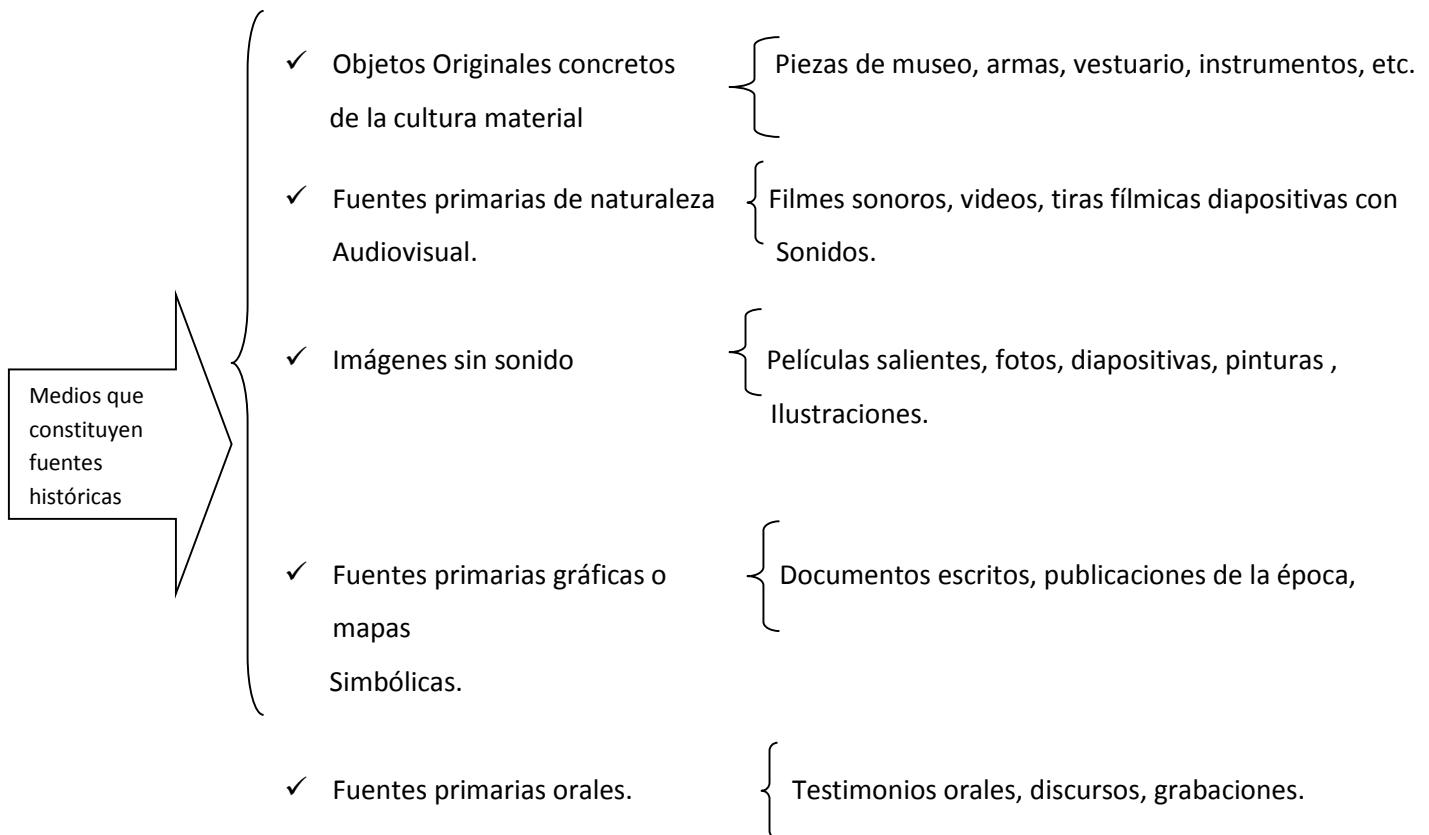 ✓ Objetos Originales concretos
de la cultura material
Piezas de museo, armas, vestuario, instrumentos, etc.
✓ Fuentes primarias de naturaleza
Audiovisual.
Filmes sonoros, videos, tiras fílmicas diapositivas con
Sonidos.
Medios que
constituyen
fuentes
históricas
✓ Imágenes sin sonido
Películas salientes, fotos, diapositivas, pinturas ,
Ilustraciones.
✓ Fuentes primarias gráficas o
mapas
Simbólicas.
Documentos escritos, publicaciones de la época,
✓ Fuentes primarias orales.
Testimonios orales, discursos, grabaciones.